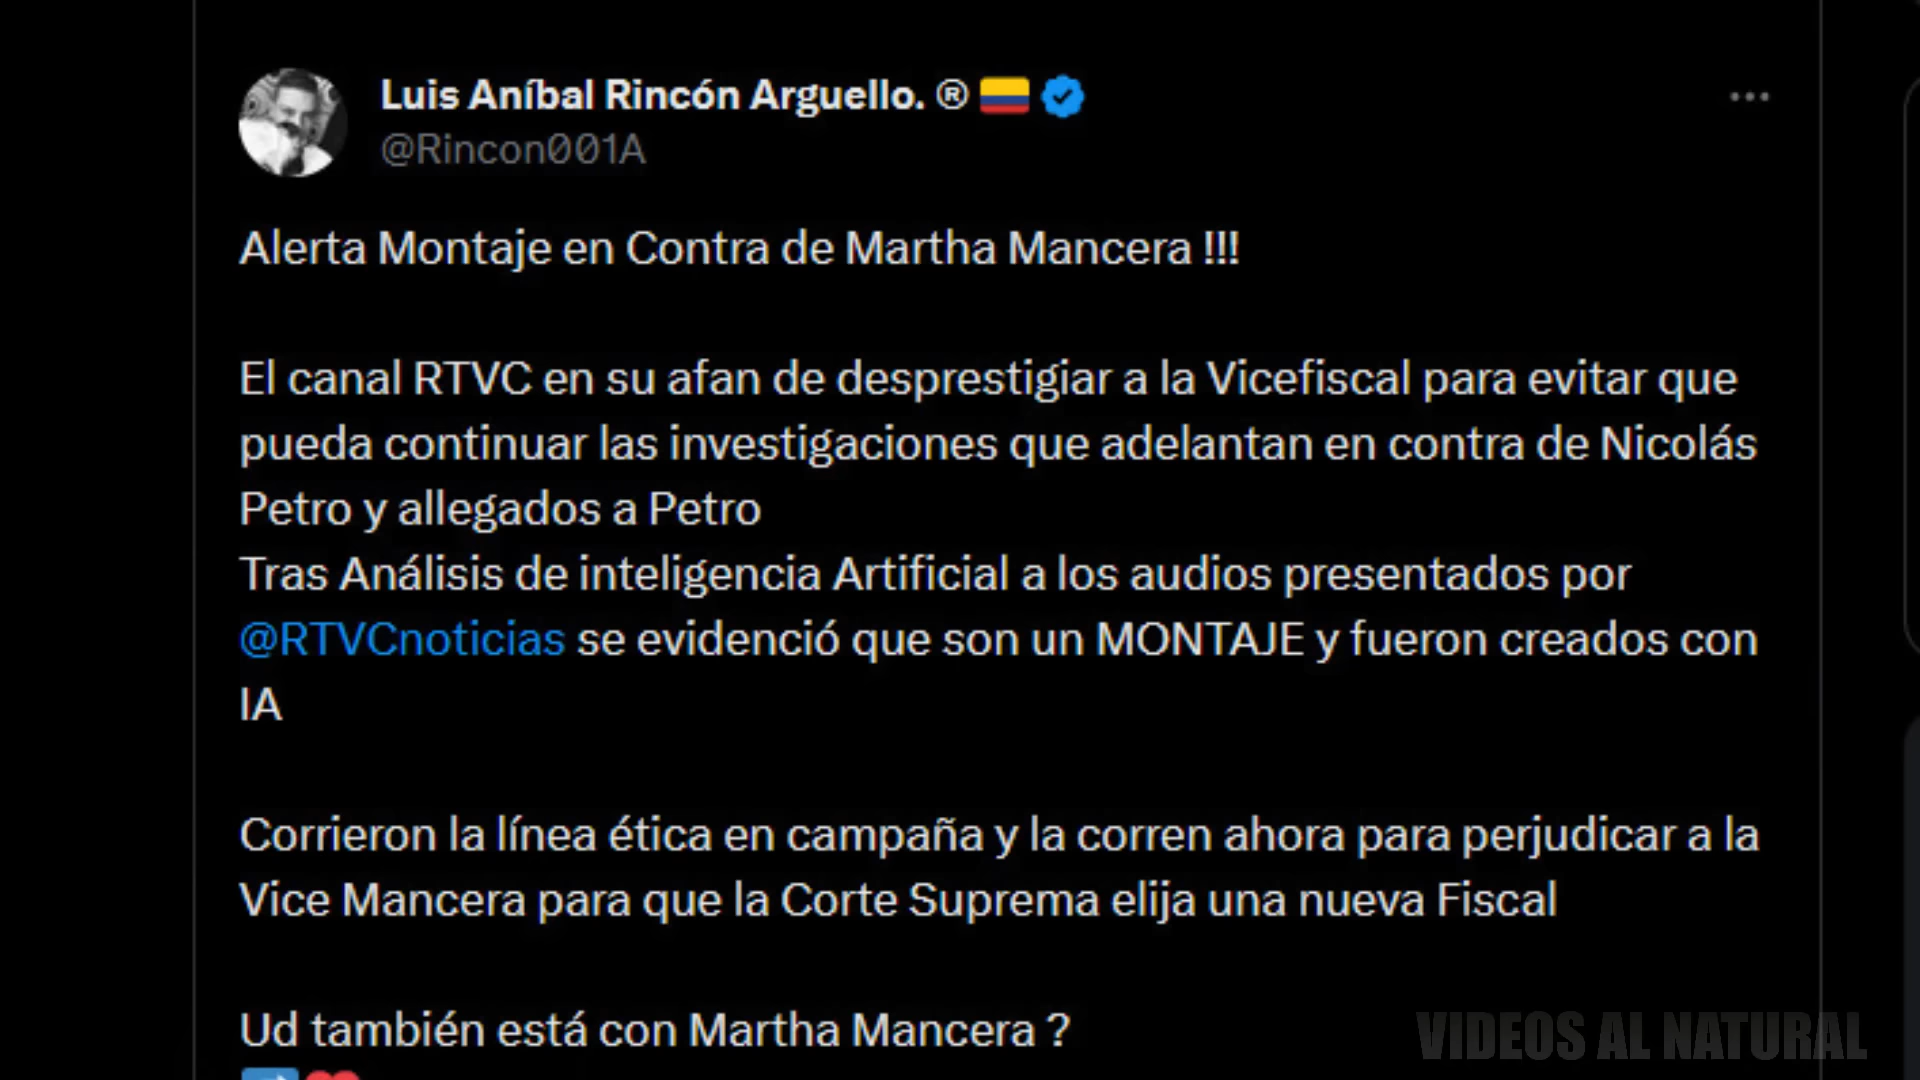 Luis Aníbal Rincón Arguello. ®
@Rincon001A
Alerta Montaje en Contra de Martha Mancera !!!
El canal RTVC en su afan de desprestigiar a la Vicefiscal para evitar que
pueda continuar las investigaciones que adelantan en contra de Nicolás
Petro y allegados a Petro
Tras Análisis de inteligencia Artificial a los audios presentados por
@RTVCnoticias se evidenció que son un MONTAJE y fueron creados con
IA
Corrieron la línea ética en campaña y la corren ahora para perjudicar a la
Vice Mancera para que la Corte Suprema elija una nueva Fiscal
Ud también está con Martha Mancera ?
VIDEOS AL NATURAL